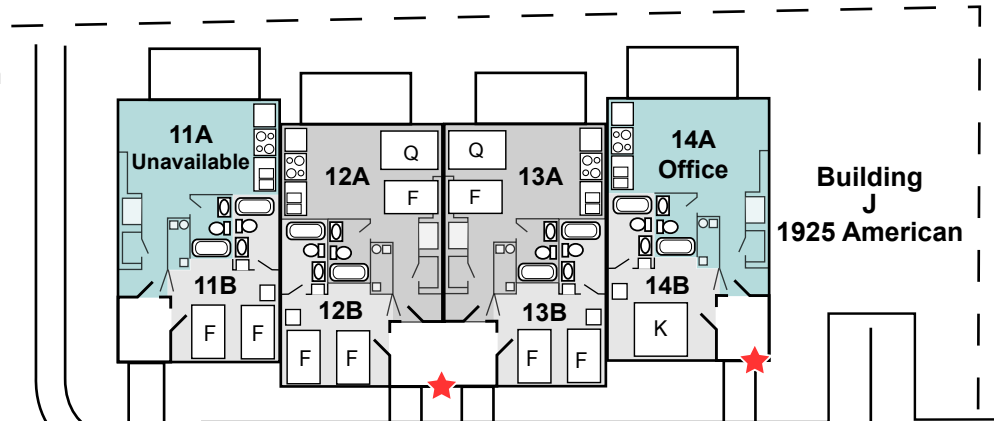 11A
Unavailable
12A
Q
F
Q
F
13A
14A
Office
Building
J
1925 American
11B
F
F
12B
F
F
13B
F
F
14B
K